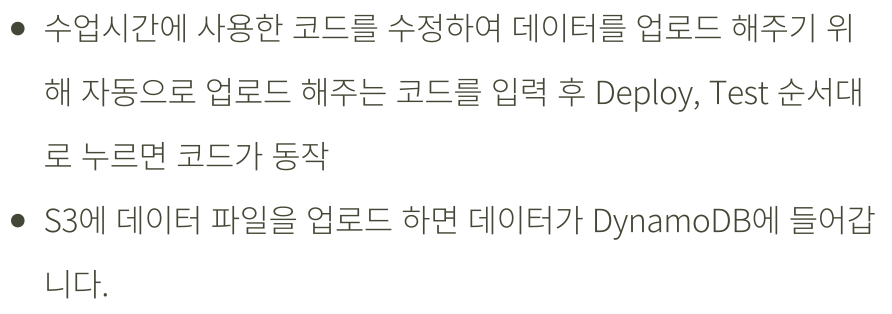 ● 수업시간에 사용한 코드를 수정하여 데이터를 업로드 해주기 위
해 자동으로 업로드 해주는 코드를 입력 후 Deploy, Test 순서대
로 누르면 코드가 동작
● S3에 데이터 파일을 업로드 하면 데이터가 DynamoDB에 들어갑
니다.